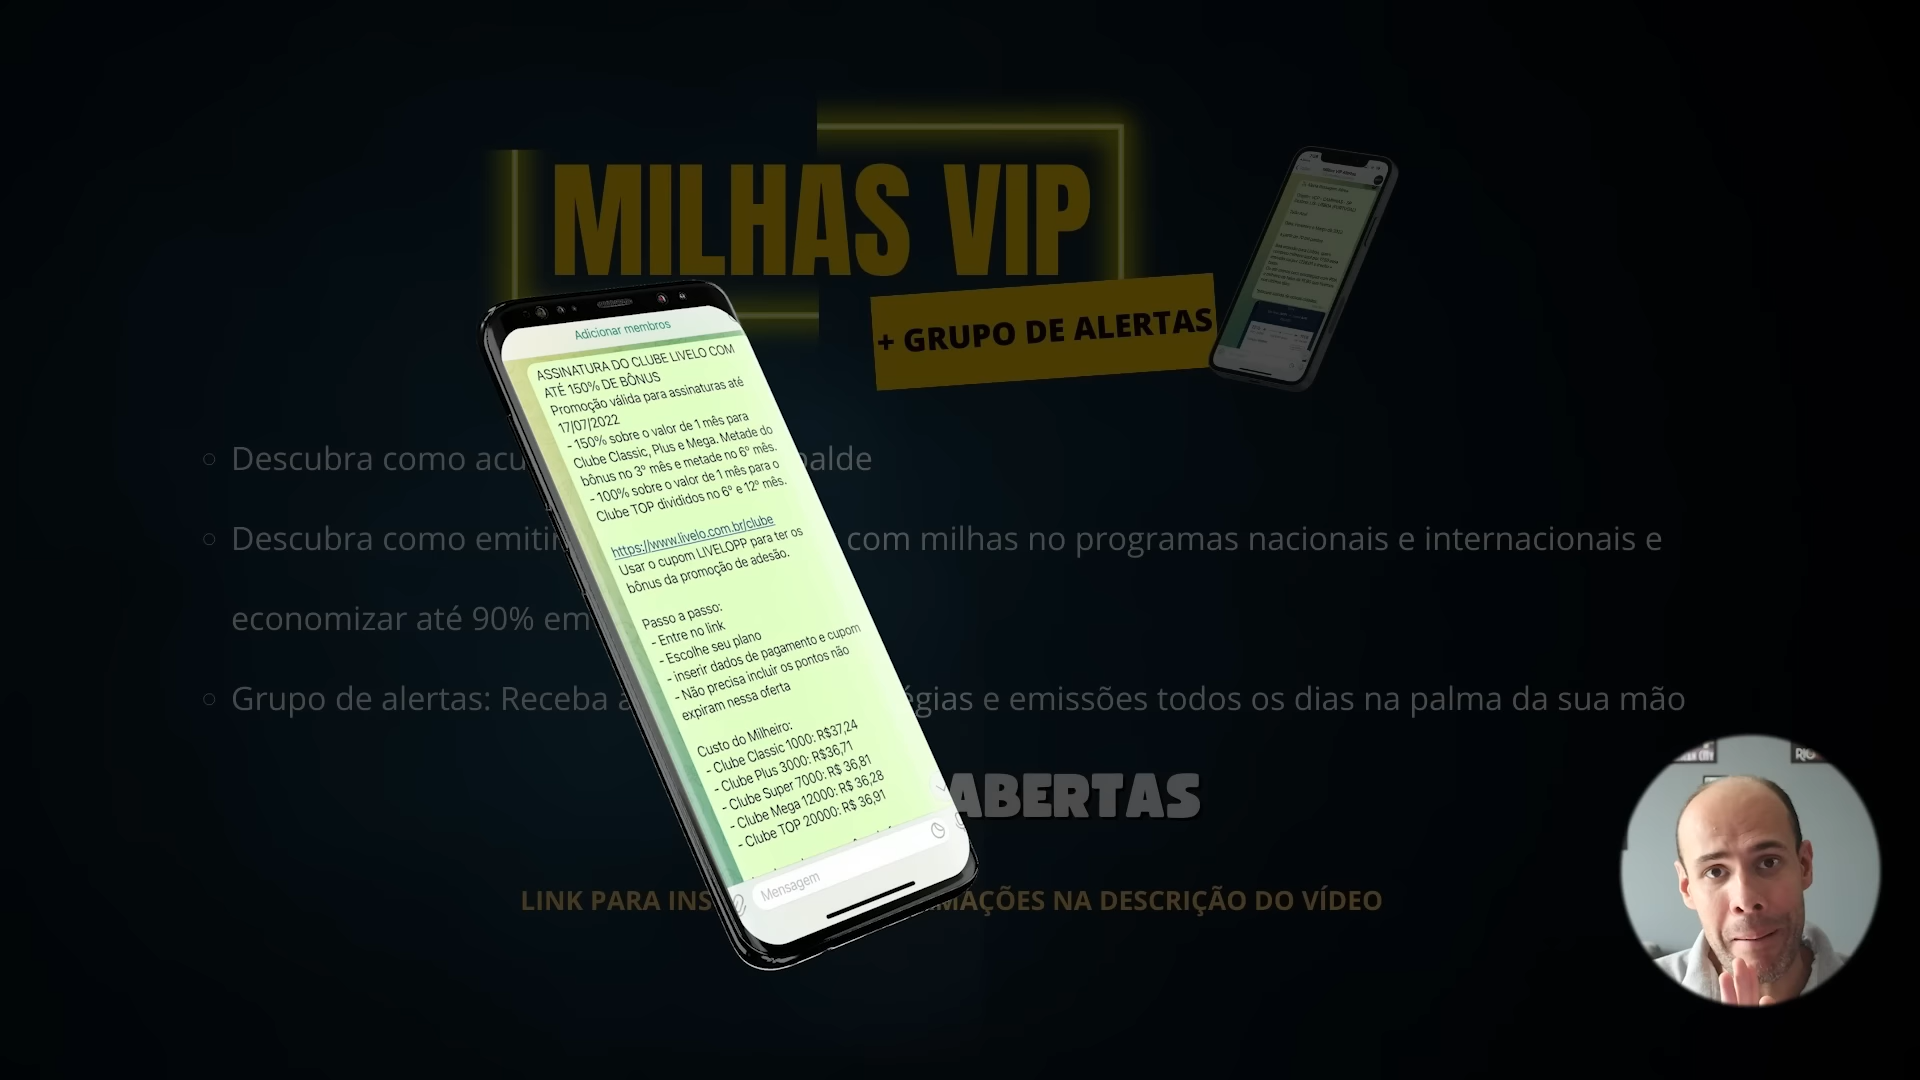 MILHAS VIP
+ GRUPO DE ALERTAS
Adicionar membros
ASSINATURA DO CLUBE LIVELO COM
ATÉ 150% DE BÔNUS
Promoção válida para assinaturas até
17/07/2022
- 150% sobre o valor de 1 mês para
Clube Classic, Plus e Mega. Metade do
bônus no 3º mês e metade no 6º mês.
- 100% sobre o valor de 1 mês para o
Clube TOP divididos no 6º e 12º mês.
https://www.livelo.com.br/clube
Usar o cupom LIVELOPP para ter os
bônus da promoção de adesão.
Passo a passo:
- Entre no link
- Escolhe seu plano
- inserir dados de pagamento e cupom
- Não precisa incluir os pontos não
expiram nessa oferta
Custo do Milheiro:
- Clube Classic 1000: R$37,24
- Clube Plus 3000: R$36,71
- Clube Super 7000: R$ 36,81
- Clube Mega 12000: R$ 36,28
- Clube TOP 20000: R$ 36,91
Mensagem
Descubra como
Descubra como com milhas no programas nacionais e internacionais e
economizar até 90% em
Grupo de alertas: Receba e emissões todos os dias na palma da sua mão
ABERTAS
LINK PARA NA DESCRIÇÃO DO VÍDEO